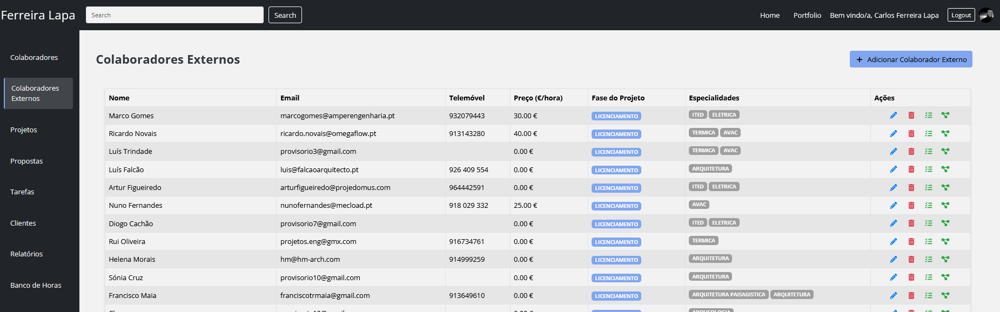 Ferreira Lapa
Search
Search
Home
Portfolio
Bem vindo/a, Carlos Ferreira Lapa
Logout
Colaboradores
Colaboradores
Externos
Projetos
Propostas
Tarefas
Clientes
Relatórios
Banco de Horas
Colaboradores Externos
+ Adicionar Colaborador Externo
Nome Email Telemóvel Preço (€/hora) Fase do Projeto Especialidades Ações
Marco Gomes marcogomes@amperengenharia.pt 932079443 30.00 € LICENCIAMENTO ITED ELETRICA
Ricardo Novais ricardo.novais@omegaflow.pt 913143280 40.00 € LICENCIAMENTO TERMICA AVAC
Luís Trindade provisorio3@gmail.com 0.00 € LICENCIAMENTO TERMICA AVAC
Luís Falcão luis@falcaoarquitecto.pt 926 409 554 0.00 € LICENCIAMENTO ARQUITETURA
Artur Figueiredo arturfigueiredo@projedomus.com 964442591 0.00 € LICENCIAMENTO ITED ELETRICA
Nuno Fernandes nunofernandes@mecload.pt 918 029 332 25.00 € LICENCIAMENTO AVAC
Diogo Cachão provisorio7@gmail.com 0.00 € LICENCIAMENTO ITED ELETRICA
Rui Oliveira projetos.eng@gmx.com 916734761 0.00 € LICENCIAMENTO TERMICA
Helena Morais hm@hm-arch.com 914999259 0.00 € LICENCIAMENTO ARQUITETURA
Sónia Cruz provisorio10@gmail.com 0.00 € LICENCIAMENTO ARQUITETURA
Francisco Maia franciscotrmaia@gmail.com 913649610 0.00 € LICENCIAMENTO ARQUITETURA PAISAGISTICA ARQUITETURA